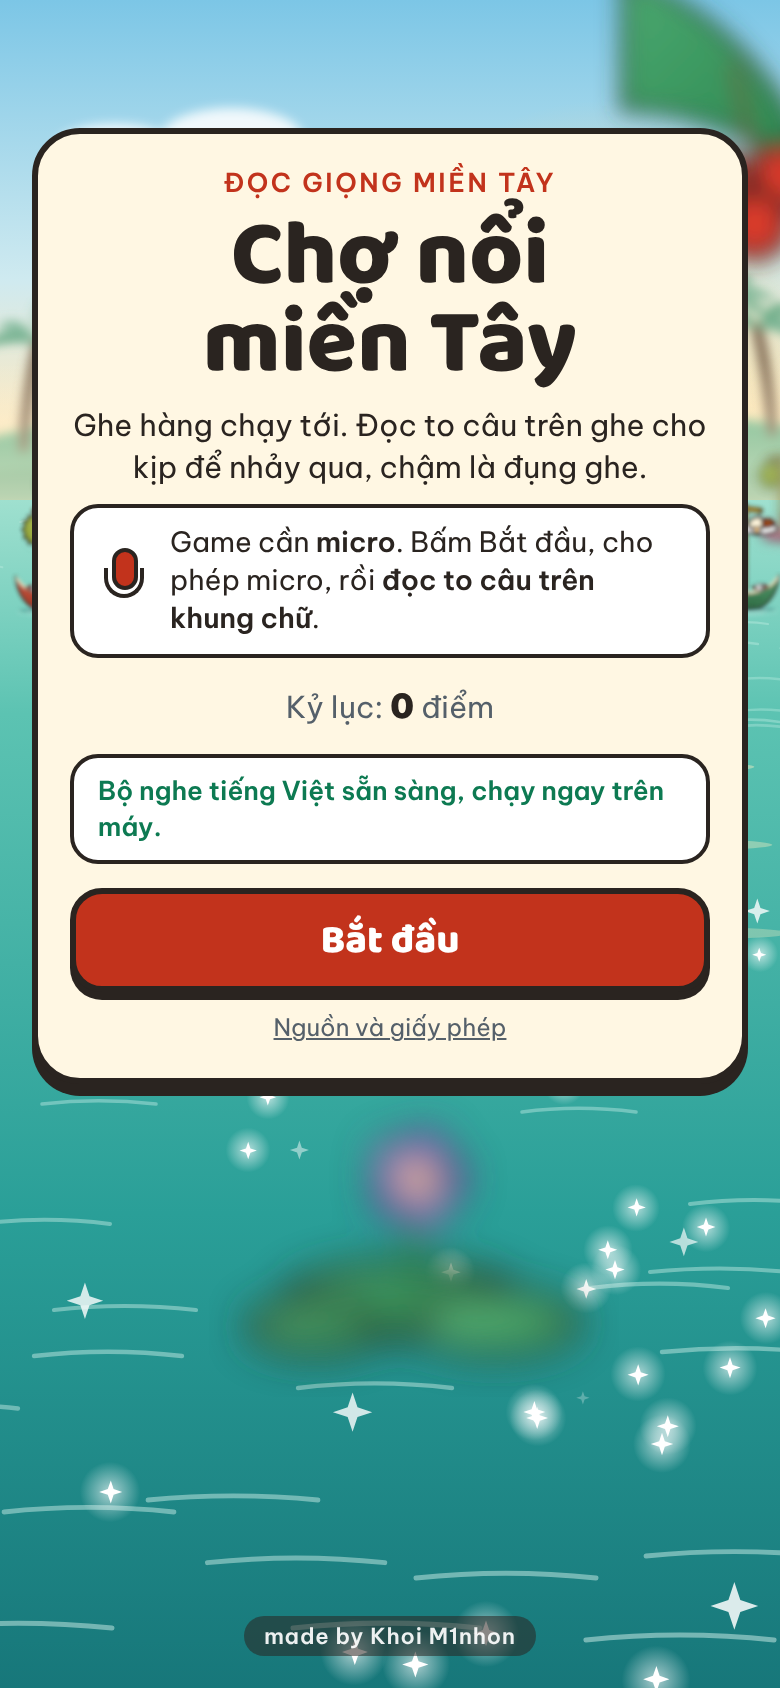 ĐỌC GIỌNG MIỀN TÂY
Chợ nổi
miền Tây
Ghe hàng chạy tới. Đọc to câu trên ghe cho
kịp để nhảy qua, chậm là đụng ghe.
Game cần micro. Bấm Bắt đầu, cho
phép micro, rồi đọc to câu trên
khung chữ.
Kỷ lục: 0 điểm
Bộ nghe tiếng Việt sẵn sàng, chạy ngay trên
máy.
Bắt đầu
Nguồn và giấy phép
made by Khoi M1nhon